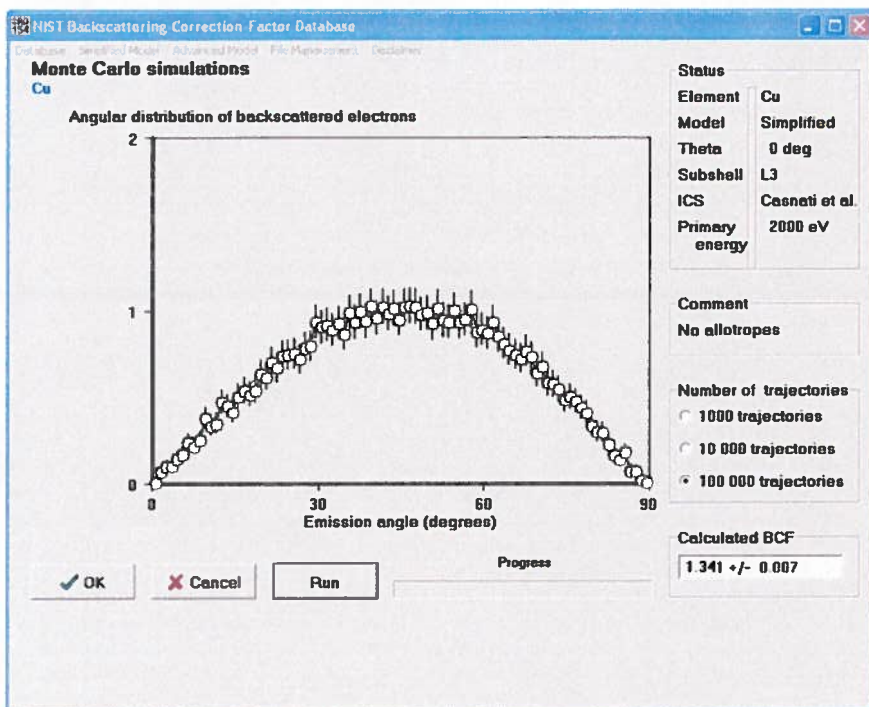 NIST Backscattering Correction Factor Database
Database Simplified Model Advanced Model File Management Disclaimer
Monte Carlo simulations
Cu
Angular distribution of backscattered electrons
2
1
0
0 30 60 90
Emission angle (degrees)
Status
Element Cu
Model Simplified
Theta 0 deg
Subshell L3
ICS Casnati et al.
Primary energy 2000 eV
Comment
No allotropes
Number of trajectories
1000 trajectories
10 000 trajectories
100 000 trajectories
Calculated BCF
1.341 +/- 0.007
OK
Cancel
Run
Progress